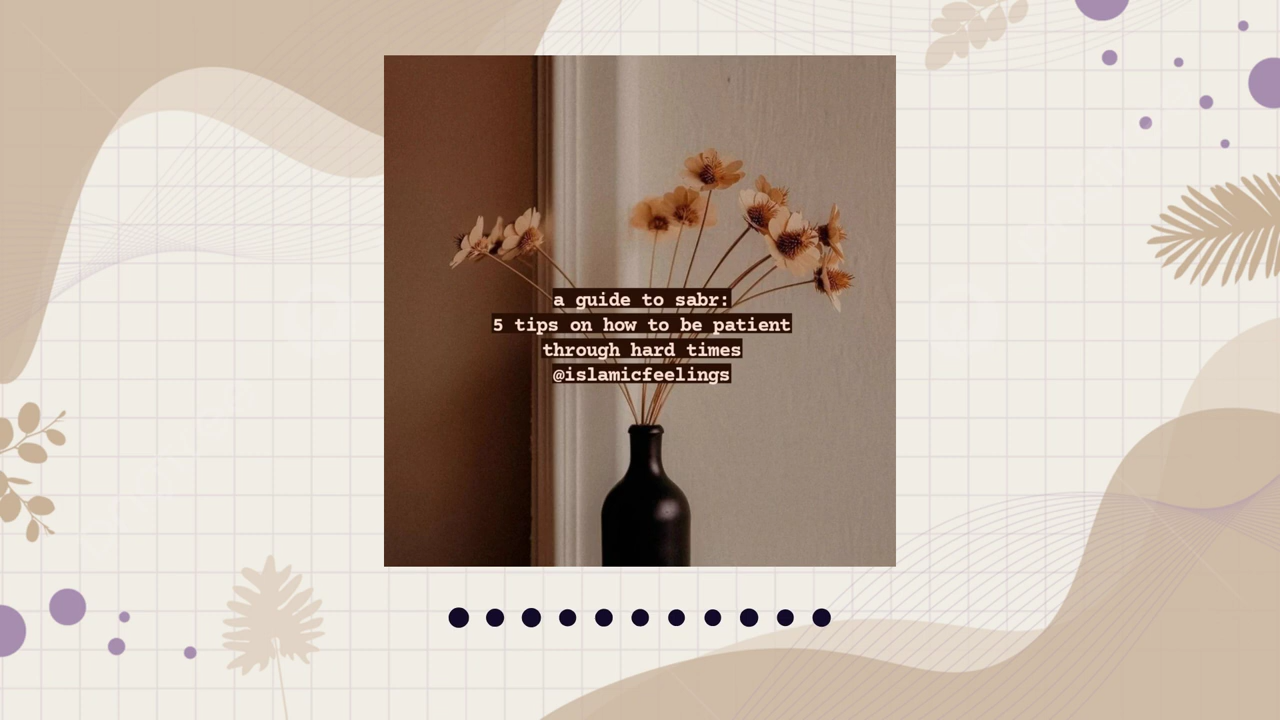 a guide to sabr:
5 tips on how to be patient
through hard times
@islamicfeelings